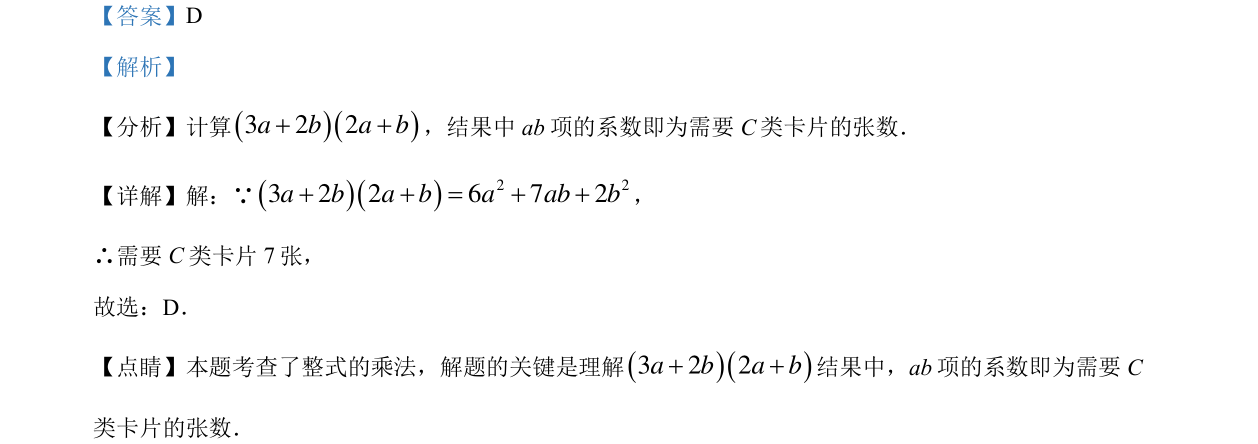 【答案】D
【解析】
【分析】计算(3a+2b)(2a+b)，结果中 ab 项的系数即为需要 C 类卡片的张数．
【详解】解：∵(3a+2b)(2a+b)=6a²+7ab+2b²，
∴需要 C 类卡片 7 张，
故选：D．
【点睛】本题考查了整式的乘法，解题的关键是理解(3a+2b)(2a+b)结果中，ab 项的系数即为需要 C
类卡片的张数．